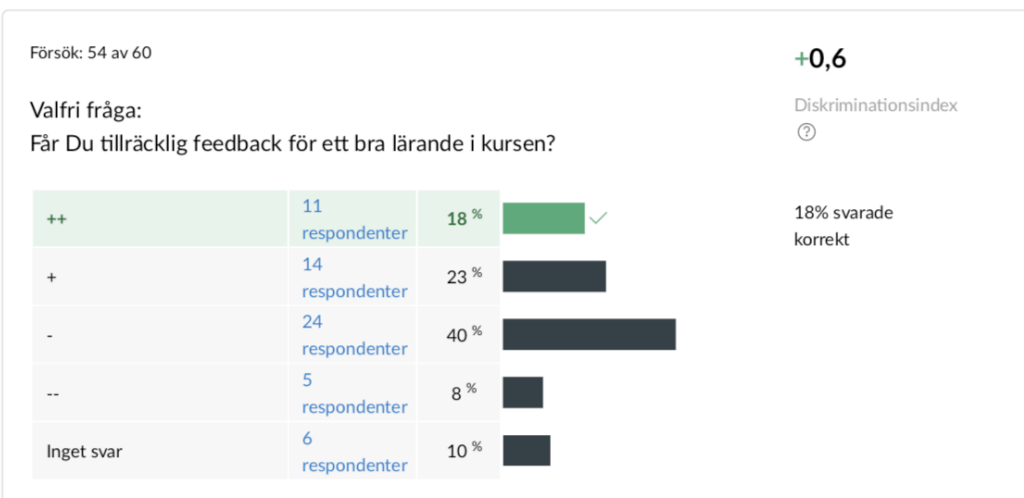 Försök: 54 av 60
+0,6
Diskriminationsindex
?
Valfri fråga:
Får Du tillräcklig feedback för ett bra lärande i kursen?
++ 11 respondenter 18 %
+ 14 respondenter 23 %
- 24 respondenter 40 %
-- 5 respondenter 8 %
Inget svar 6 respondenter 10 %
18% svarade
korrekt